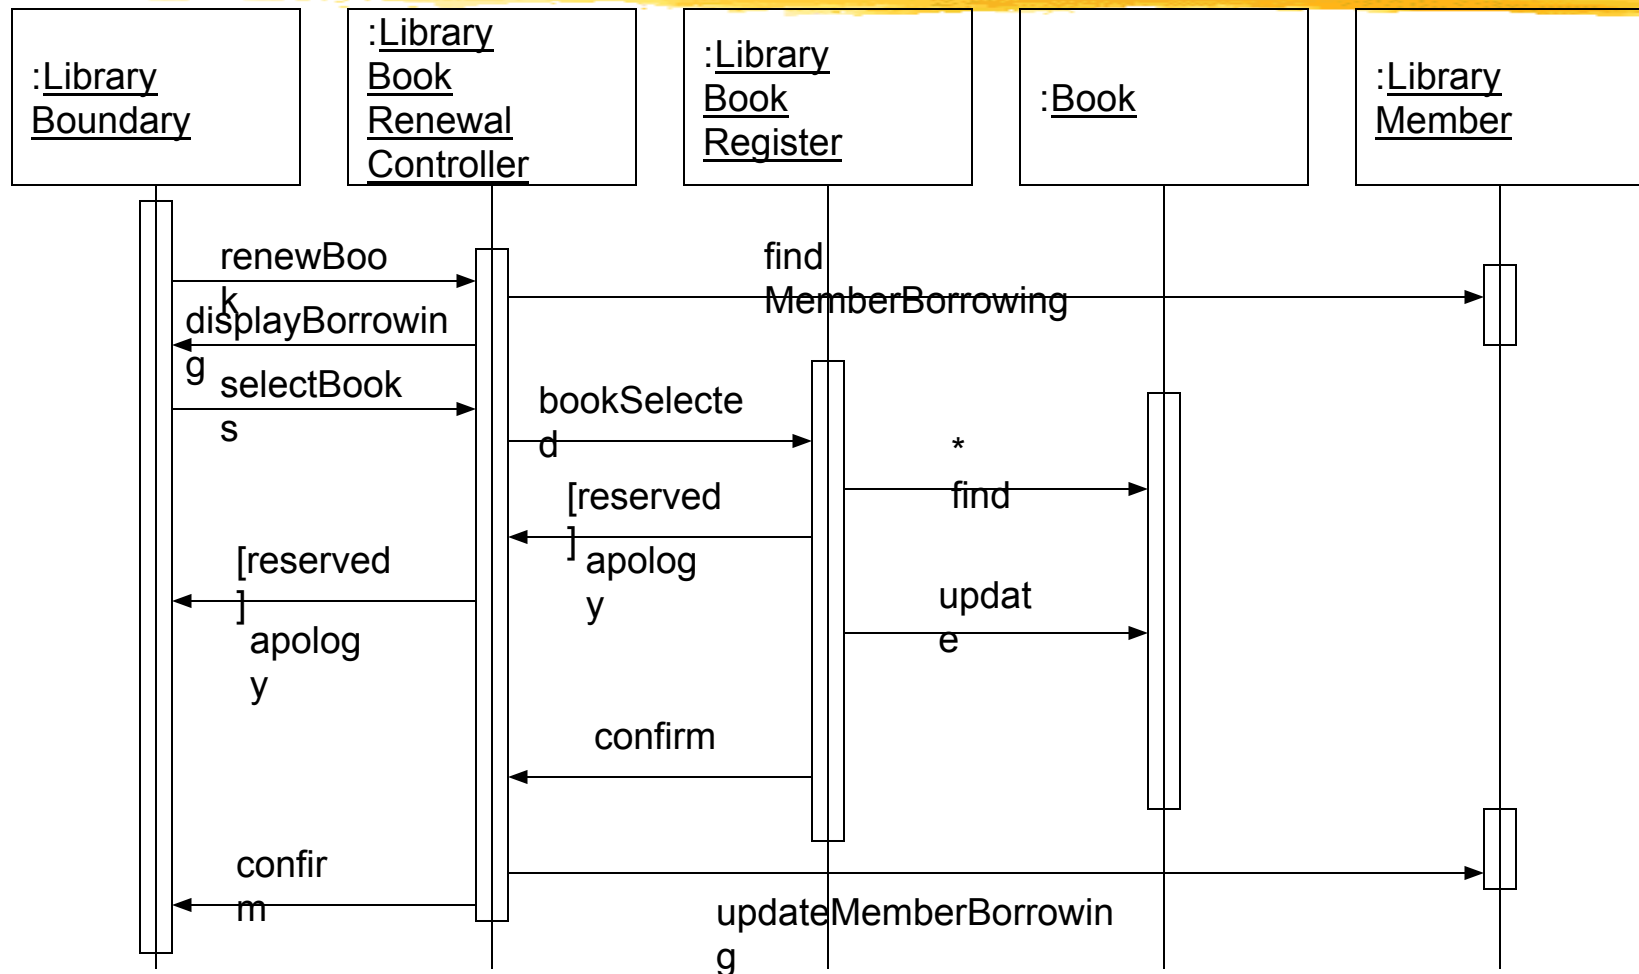 :Library
Boundary
:Library
Book
Renewal
Controller
:Library
Book
Register
:Book
:Library
Member
renewBoo
k
find
MemberBorrowing
displayBorrowin
g
selectBook
s
bookSelecte
d
*
find
[reserved
]
apolog
y
[reserved
]
apolog
y
updat
e
confirm
confir
m
updateMemberBorrowin
g